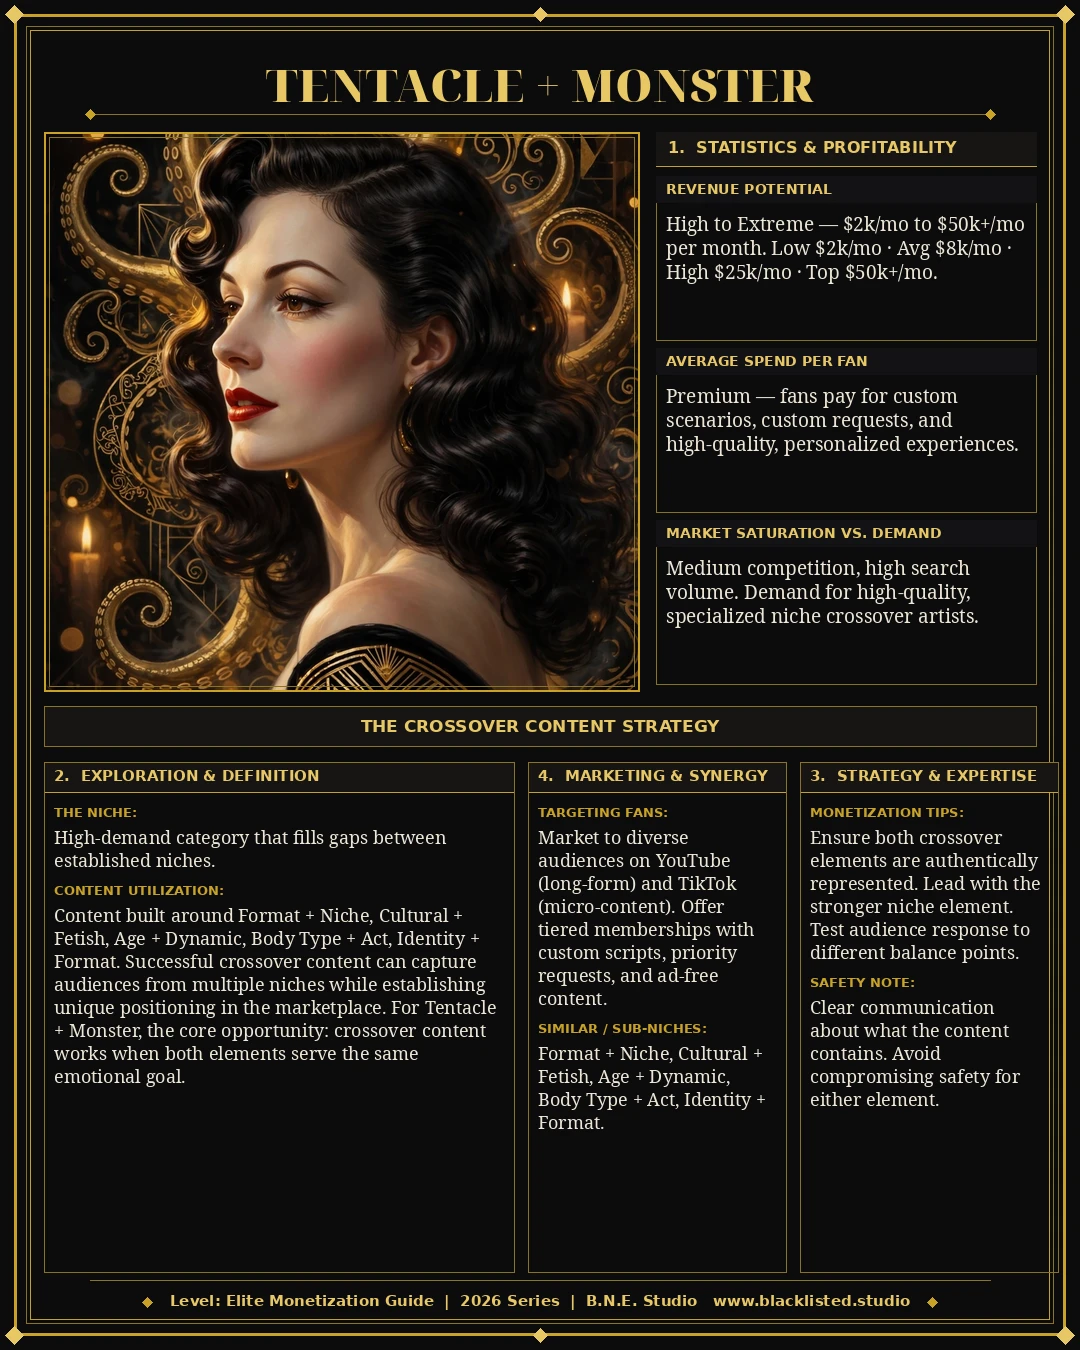 TENTACLE + MONSTER
1. STATISTICS & PROFITABILITY
REVENUE POTENTIAL
High to Extreme — $2k/mo to $50k+/mo
per month. Low $2k/mo · Avg $8k/mo ·
High $25k/mo · Top $50k+/mo.
AVERAGE SPEND PER FAN
Premium — fans pay for custom
scenarios, custom requests, and
high-quality, personalized experiences.
MARKET SATURATION VS. DEMAND
Medium competition, high search
volume. Demand for high-quality,
specialized niche crossover artists.
THE CROSSOVER CONTENT STRATEGY
2. EXPLORATION & DEFINITION
THE NICHE:
High-demand category that fills gaps between
established niches.
CONTENT UTILIZATION:
Content built around Format + Niche, Cultural +
Fetish, Age + Dynamic, Body Type + Act, Identity +
Format. Successful crossover content can capture
audiences from multiple niches while establishing
unique positioning in the marketplace. For Tentacle
+ Monster, the core opportunity: crossover content
works when both elements serve the same
emotional goal.
4. MARKETING & SYNERGY
TARGETING FANS:
Market to diverse
audiences on YouTube
(long-form) and TikTok
(micro-content). Offer
tiered memberships with
custom scripts, priority
requests, and ad-free
content.
SIMILAR / SUB-NICHES:
Format + Niche, Cultural +
Fetish, Age + Dynamic,
Body Type + Act, Identity +
Format.
3. STRATEGY & EXPERTISE
MONETIZATION TIPS:
Ensure both crossover
elements are authentically
represented. Lead with the
stronger niche element.
Test audience response to
different balance points.
SAFETY NOTE:
Clear communication
about what the content
contains. Avoid
compromising safety for
either element.
Level: Elite Monetization Guide | 2026 Series | B.N.E. Studio www.blacklisted.studio